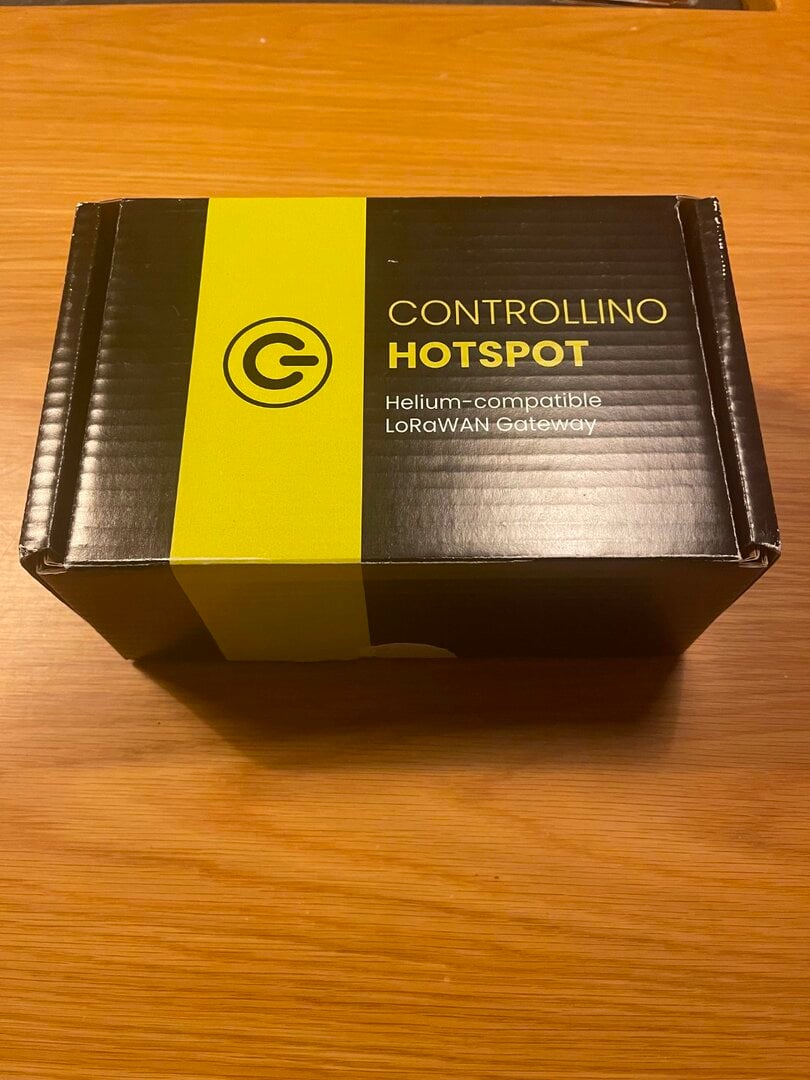 CONTROLLINO
HOTSPOT
Helium-compatible
LoRaWAN Gateway